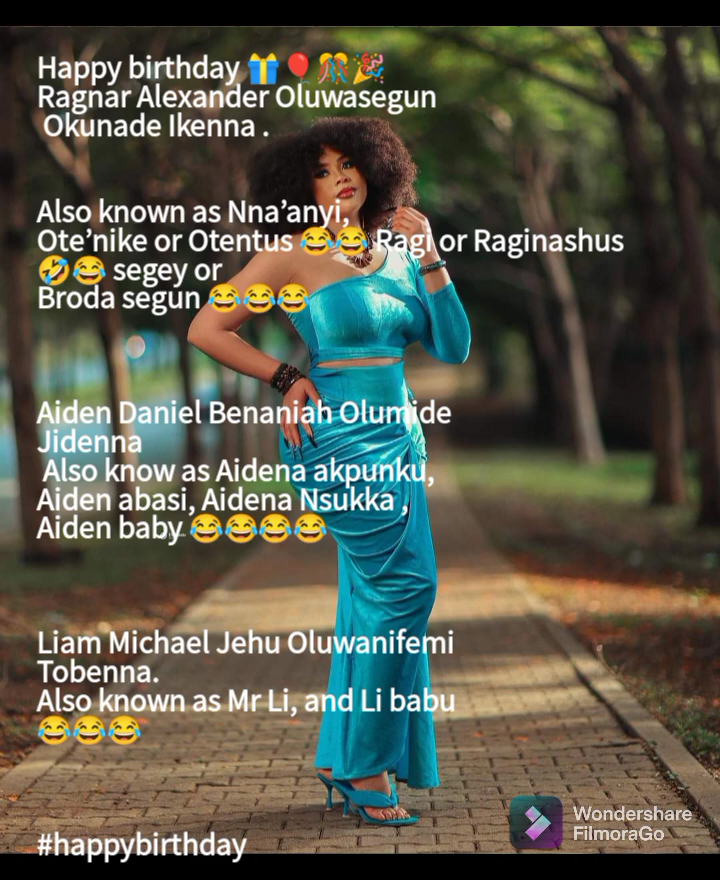 Happy birthday 🎁🎈🎊🎉
Ragnar Alexander Oluwasegun
Okunade Ikenna .
Also known as Nna’anyi,
Ote’nike or Otentus 😂😂 Ragi or Raginashus
🤣😂 segey or
Broda segun 😂😂😂
Aiden Daniel Benaniah Olumide
Jidenna
Also know as Aidena akpunku,
Aiden abasi, Aidena Nsukka ,
Aiden baby 😂😂😂😂
Liam Michael Jehu Oluwanifemi
Tobenna.
Also known as Mr Li, and Li babu
😂😂😂
#happybirthday
Wondershare
FilmoraGo